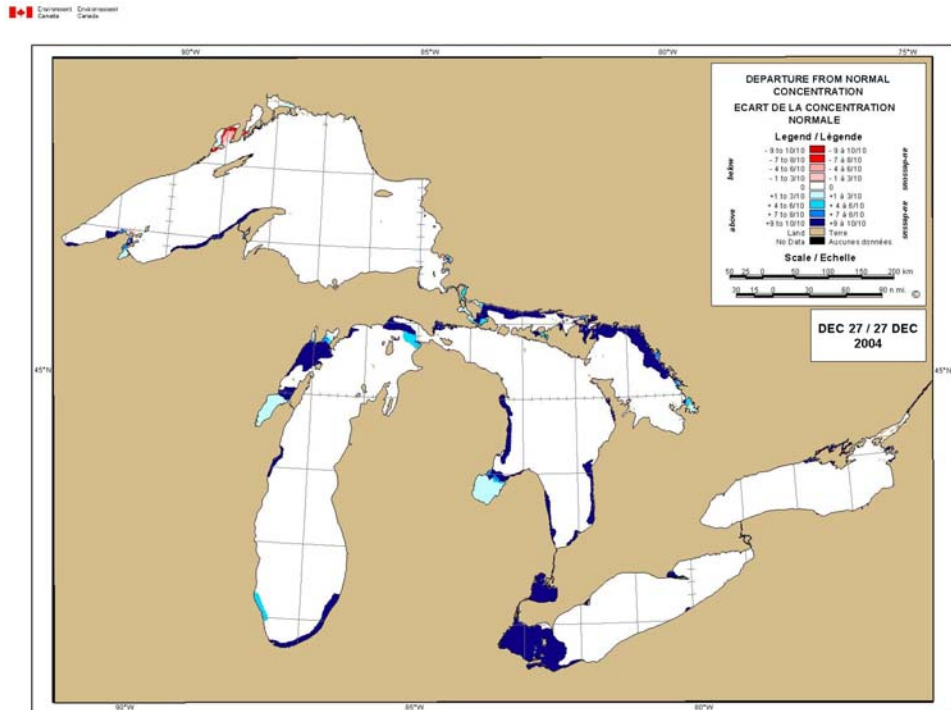 Environment Environnement
Canada Canada
90°W 85°W 80°W 75°W
DEPARTURE FROM NORMAL
CONCENTRATION
ECART DE LA CONCENTRATION
NORMALE
Legend / Légende
- 9 to 10/10 - 9 à 10/10
- 7 to 8/10 - 7 à 8/10
- 4 to 6/10 - 4 à 6/10
- 1 to 3/10 - 1 à 3/10
0 0
+1 to 3/10 +1 à 3/10
+ 4 to 6/10 + 4 à 6/10
+ 7 to 8/10 + 7 à 8/10
+9 to 10/10 +9 à 10/10
Land Terre
No Data Aucunes données
below
above
au-dessous
au-dessus
Scale / Echelle
50 25 0 50 100 150 200 km
30 15 0 30 60 90 n mi. ©
DEC 27 / 27 DEC
2004
45°N 45°N
90°W 85°W 80°W